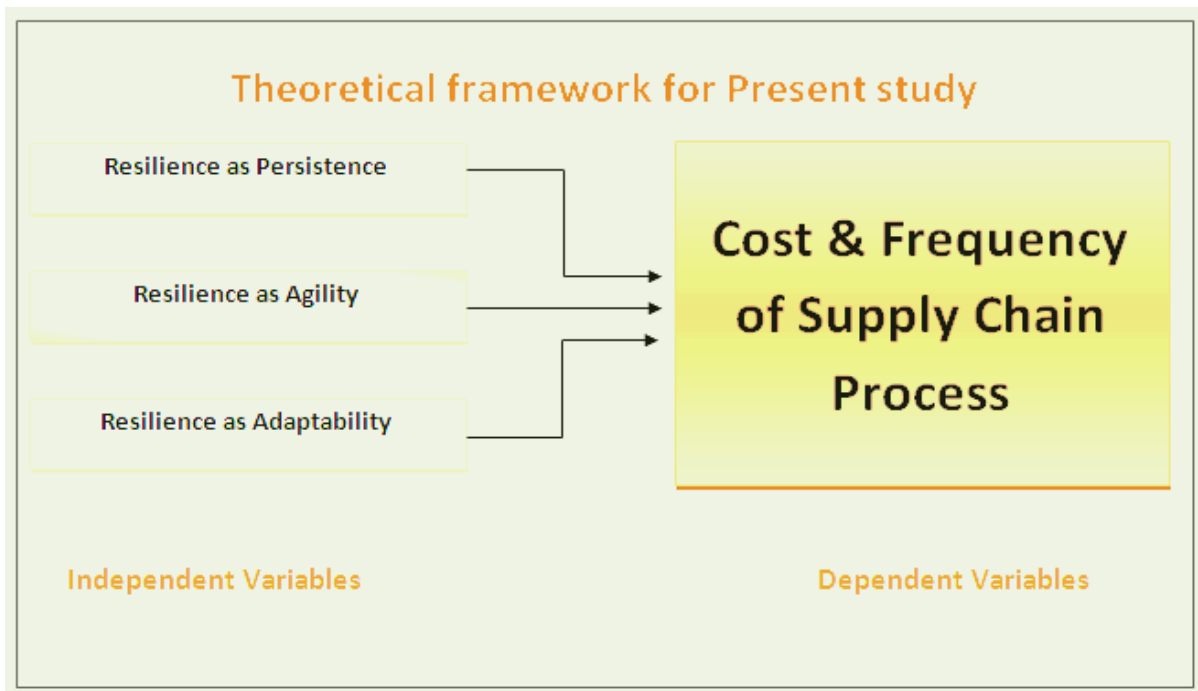 Theoretical framework for Present study
Resilience as Persistence
Resilience as Agility
Resilience as Adaptability
Cost & Frequency
of Supply Chain
Process
Independent Variables
Dependent Variables